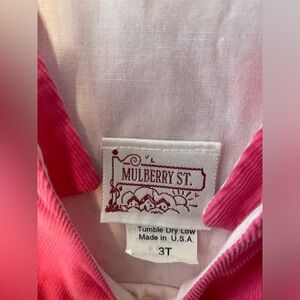 MULBERRY ST.
Tumble Dry Low
Made in U.S.A.
3T